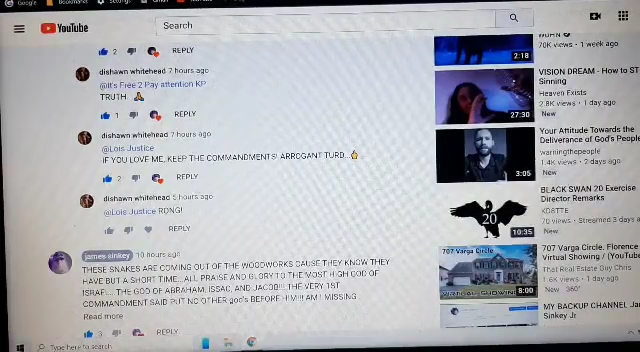 Google
Bookmarks
Settings
YouTube
Search
2 REPLY
dishawn whitehead 7 hours ago
@It's Free 2 Pay attention KP
TRUTH
1 REPLY
dishawn whitehead 7 hours ago
@Lois Justice
IF YOU LOVE ME, KEEP THE COMMANDMENTS! ARROGANT TURD...
2 REPLY
dishawn whitehead 5 hours ago
@Lois Justice RONG!
REPLY
james sinkey 10 hours ago
THESE SNAKES ARE COMING OUT OF THE WOODWORKS CAUSE THEY KNOW THEY
HAVE BUT A SHORT TIME... ALL PRAISE AND GLORY TO THE MOST HIGH GOD OF
ISRAEL.... THE GOD OF ABRAHAM, ISSAC, AND JACOB!!! THE VERY 1ST
COMMANDMENT SAID PUT NO OTHER god's BEFORE HIM!!! AM I MISSING
Read more
3 REPLY
Type here to search
2:18
70K views • 1 week ago
27:30
VISION DREAM - How to ST
Sinning
Heaven Exists
2.8K views • 1 day ago
New
3:05
Your Attitude Towards the
Deliverance of God's Comman
warningthepeople
1.4K views • 2 days ago
New
20
10:35
BLACK SWAN 20 Exercise
Director Remarks
70 views • Streamed 3 days a
New
707 Varga Circle
VIRTUAL SHOWING
8:00
707 Varga Circle. Florence
Virtual Showing / (YouTube
That Real Estate Guy Chris
1.6K views • 1 day ago
New 360°
MY BACKUP CHANNEL Ja
Sinkey Jr